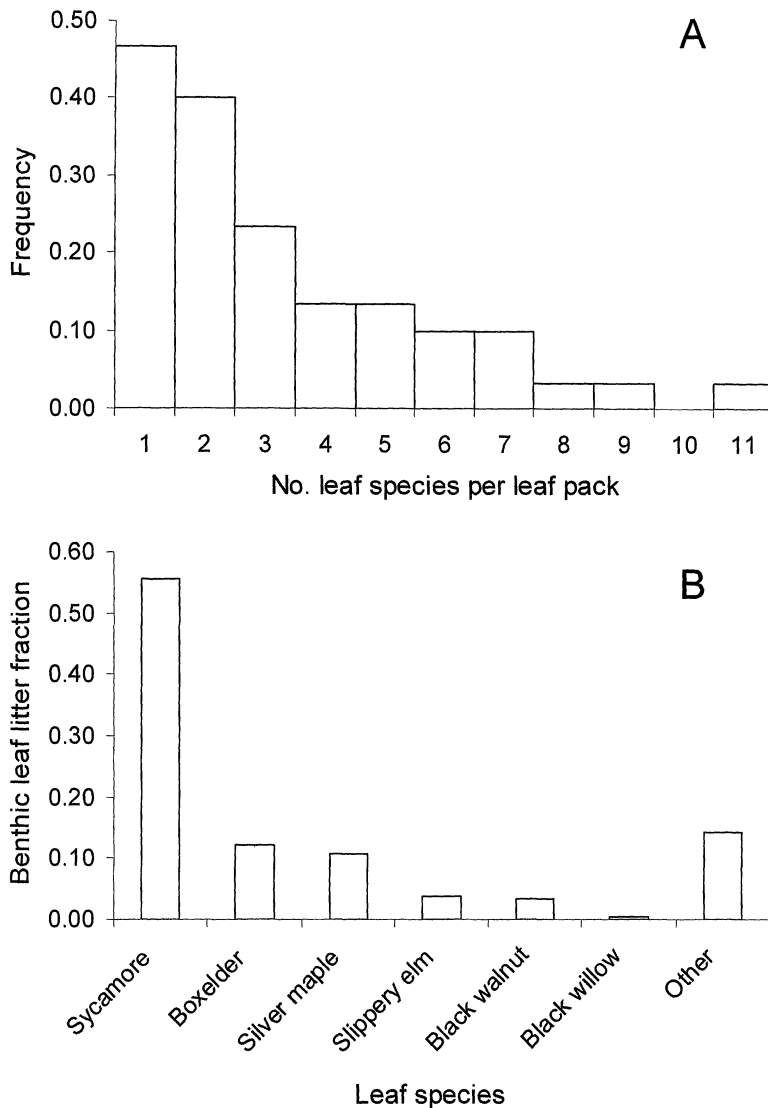 A
Frequency
0.50
0.40
0.30
0.20
0.10
0.00
1 2 3 4 5 6 7 8 9 10 11
No. leaf species per leaf pack
B
Benthic leaf litter fraction
0.60
0.50
0.40
0.30
0.20
0.10
0.00
Sycamore
Boxelder
Silver maple
Slippery elm
Black walnut
Black willow
Other
Leaf species